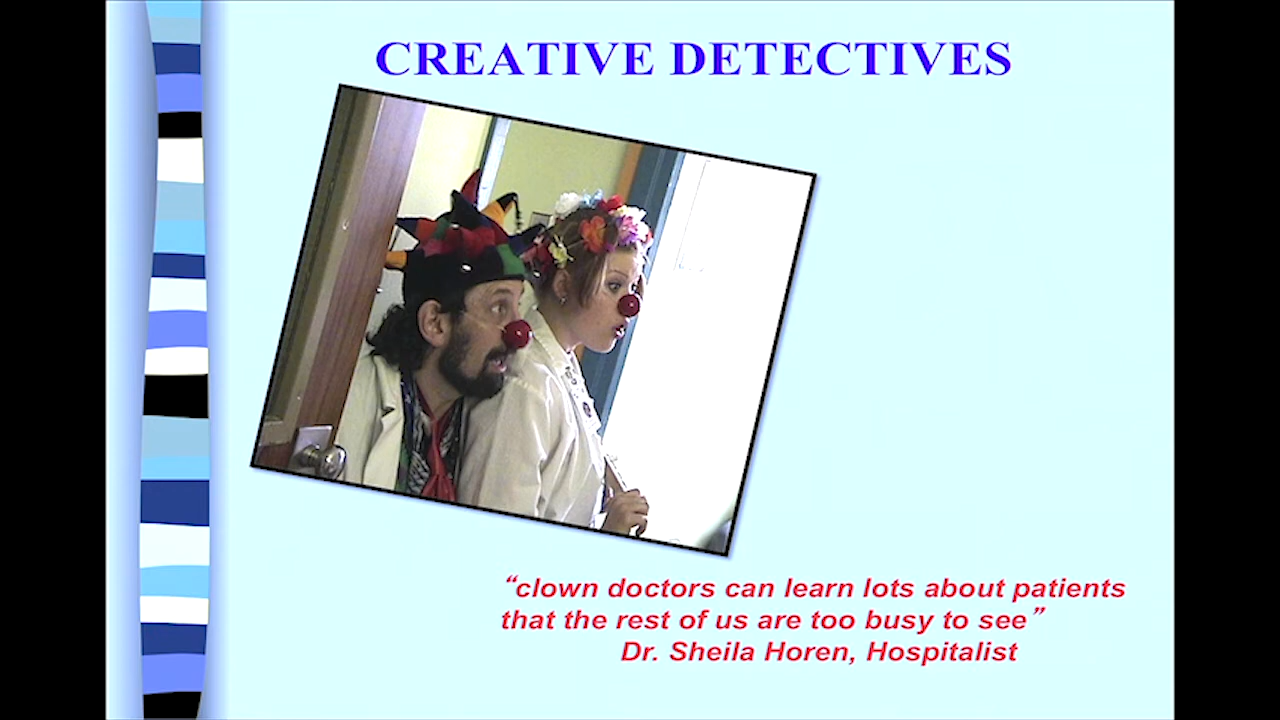 CREATIVE DETECTIVES
“clown doctors can learn lots about patients
that the rest of us are too busy to see”
Dr. Sheila Horen, Hospitalist